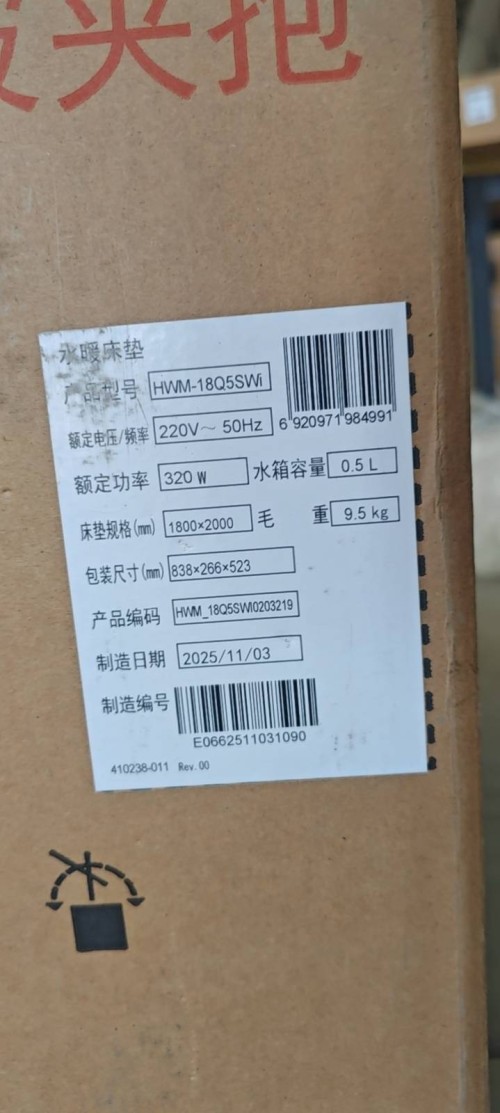 夹抱
水暖床垫
产品型号 HWM-18Q5SWi
6 920971 984991
额定电压/频率 220V～ 50Hz
额定功率 320 W 水箱容量 0.5 L
床垫规格(mm) 1800×2000 毛 重 9.5 kg
包装尺寸(mm) 838×266×523
产品编码 HWM_18Q5SWI0203219
制造日期 2025/11/03
制造编号
E0662511031090
410238-011 Rev.00